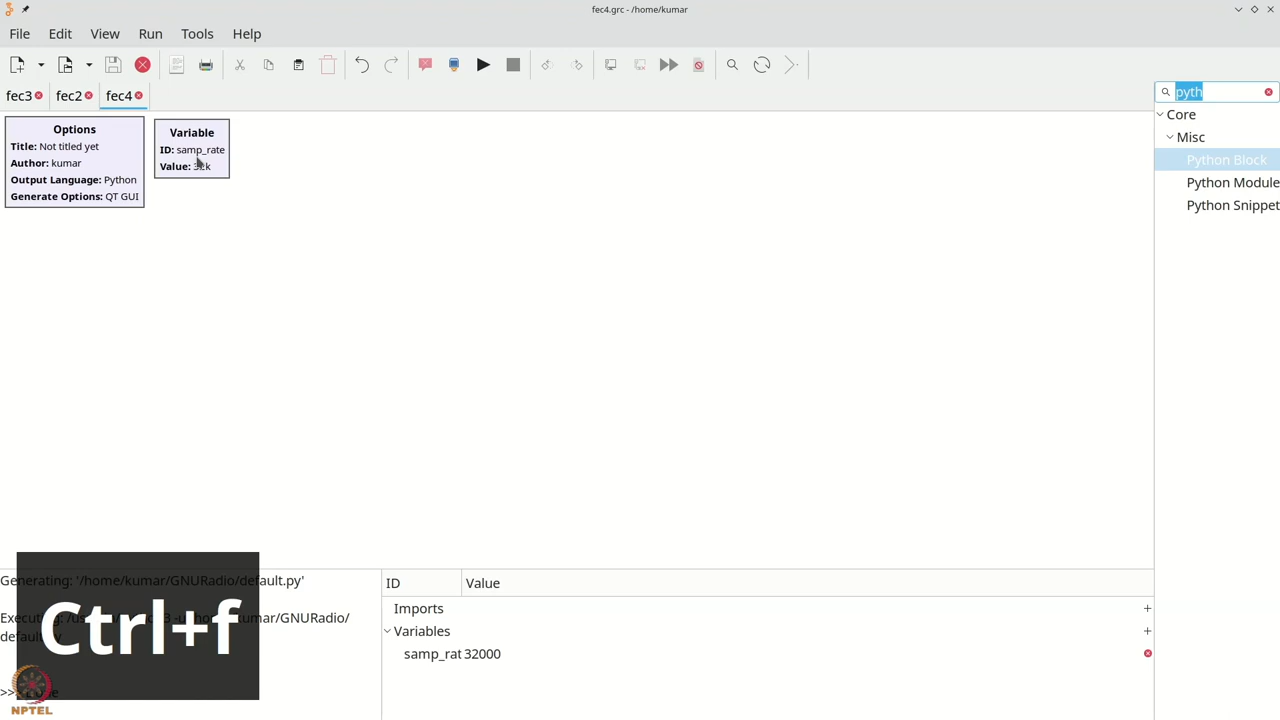 fec4.grc - /home/kumar
File Edit View Run Tools Help
fec3 fec2 fec4
pyth
Core
Misc
Python Block
Python Module
Python Snippet
Options
Title: Not titled yet
Author: kumar
Output Language: Python
Generate Options: QT GUI
Variable
ID: samp_rate
Value:
Generating: '/home/kumar/GNURadio/default.py'
kumar/GNURadio/
>>>
Ctrl+f
NPTEL
ID Value
Imports
Variables
samp_rat 32000